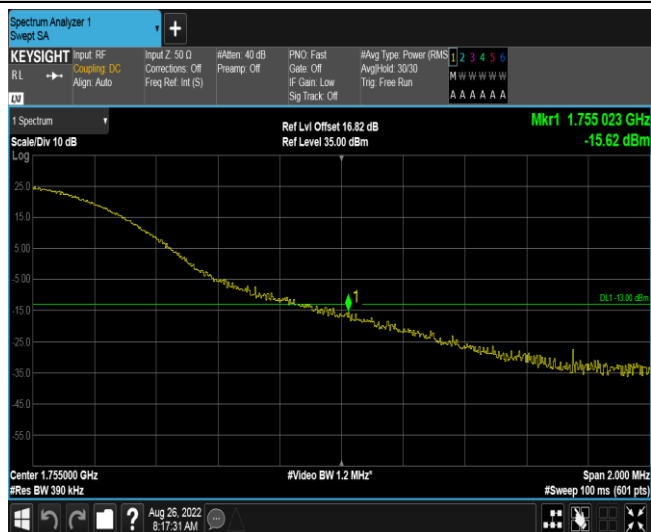 Spectrum Analyzer 1
Swept SA
+
KEYSIGHT
RL
LXI
Input: RF
Coupling: DC
Align: Auto
Input Z: 50 Ω
Corrections: Off
Freq Ref: Int (S)
#Atten: 40 dB
Preamp: Off
PNO: Fast
Gate: Off
IF Gain: Low
Sig Track: Off
#Avg Type: Power (RMS
Avg|Hold: 30/30
Trig: Free Run
1 2 3 4 5 6
M W W W W W
A A A A A A
1 Spectrum
Scale/Div 10 dB
Ref Lvl Offset 16.82 dB
Ref Level 35.00 dBm
Mkr1 1.755 023 GHz
-15.62 dBm
Log
25.0
15.0
5.00
-5.00
-15.0
-25.0
-35.0
-45.0
-55.0
1
DL1 -13.00 dBm
Center 1.755000 GHz
#Res BW 390 kHz
#Video BW 1.2 MHz*
Span 2.000 MHz
#Sweep 100 ms (601 pts)
?
Aug 26, 2022
8:17:31 AM